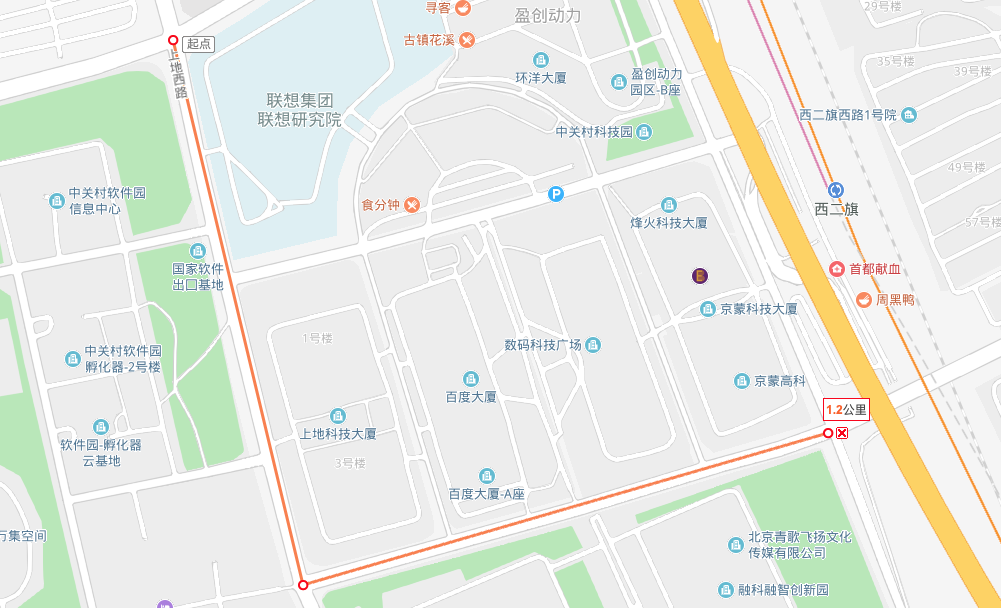 寻客
盈创动力
29号楼
古镇花溪
起点
上地西路
环洋大厦
盈创动力
园区-B座
35号楼
39号楼
联想集团
联想研究院
西二旗西路1号院
中关村科技园
49号楼
中关村软件园
信息中心
食分钟
P
西二旗
烽火科技大厦
57号楼
国家软件
出口基地
首都献血
B
周黑鸭
京蒙科技大厦
1号楼
数码科技广场
中关村软件园
孵化器-2号楼
京蒙高科
百度大厦
1.2公里
上地科技大厦
软件园-孵化器
云基地
3号楼
百度大厦-A座
万集空间
北京青歌飞扬文化
传媒有限公司
融科融智创新园